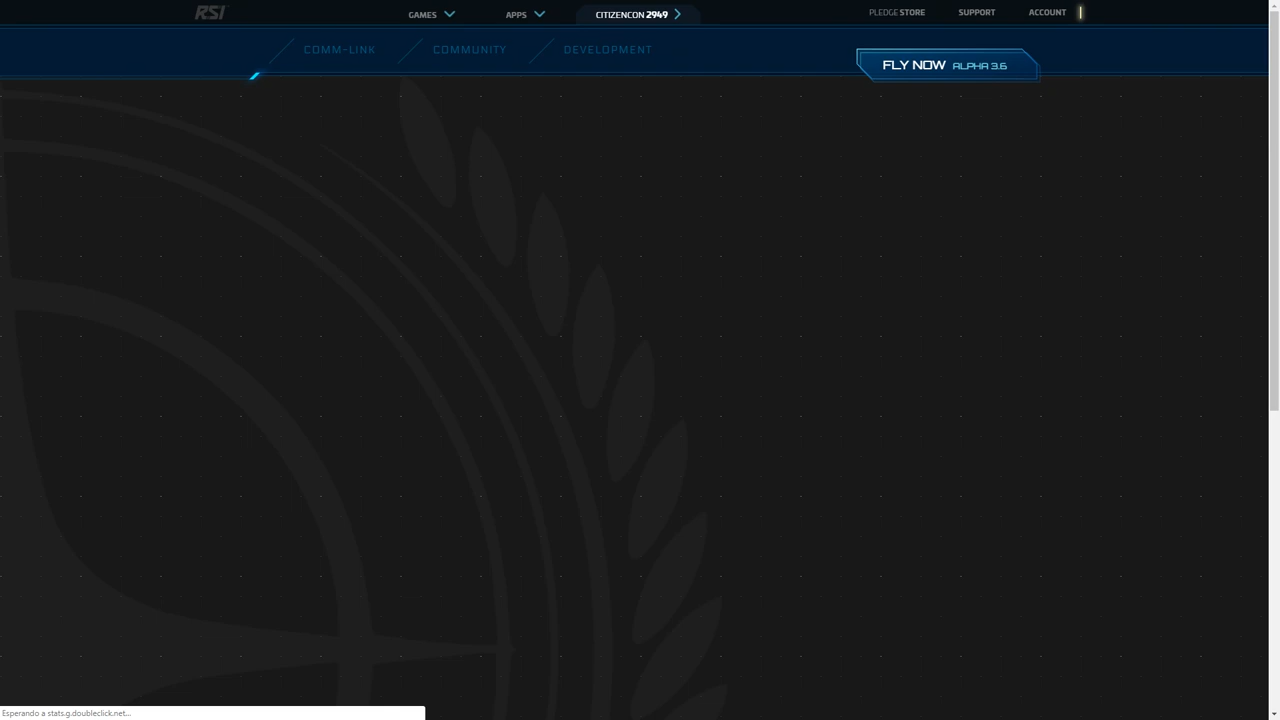 RSI
GAMES
APPS
CITIZENCON 2949
PLEDGE STORE
SUPPORT
ACCOUNT
COMM-LINK
COMMUNITY
DEVELOPMENT
FLY NOW ALPHA 3.6
Esperando a stats.g.doubleclick.net...